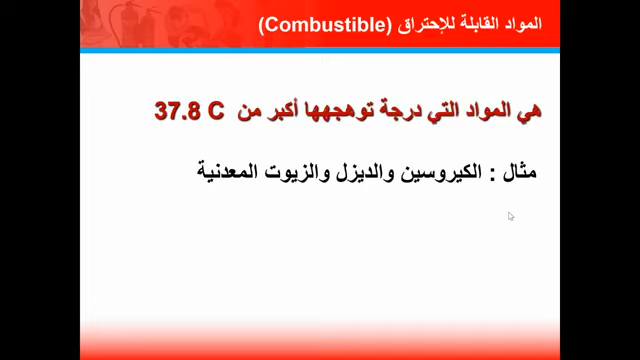 المواد القابلة للإحتراق (Combustible)
هي المواد التي درجة توهجها أكبر من 37.8 C
مثال : الكيروسين والديزل والزيوت المعدنية